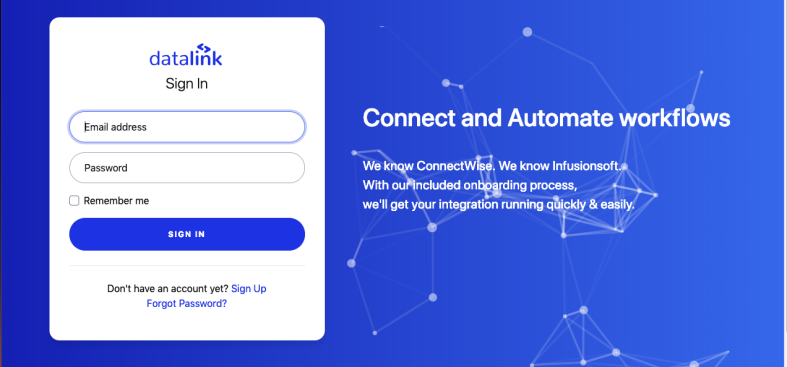 datalink
Sign In
Email address
Password
Remember me
SIGN IN
Don't have an account yet? Sign Up
Forgot Password?
Connect and Automate workflows
We know ConnectWise. We know Infusionsoft.
With our included onboarding process,
we'll get your integration running quickly & easily.